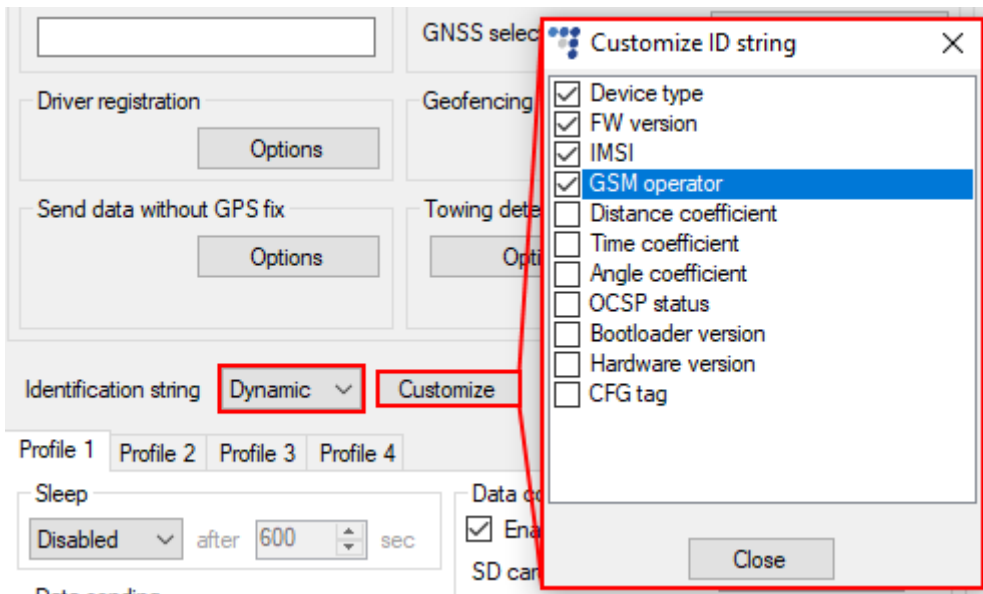 GNSS selec
Driver registration
Options
Geofencing
Send data without GPS fix
Options
Towing dete
Opti
Identification string
Dynamic
Customize
Profile 1
Profile 2
Profile 3
Profile 4
Sleep
Disabled
after
600
sec
Data co
Ena
SD car
Customize ID string
Device type
FW version
IMSI
GSM operator
Distance coefficient
Time coefficient
Angle coefficient
OCSP status
Bootloader version
Hardware version
CFG tag
Close